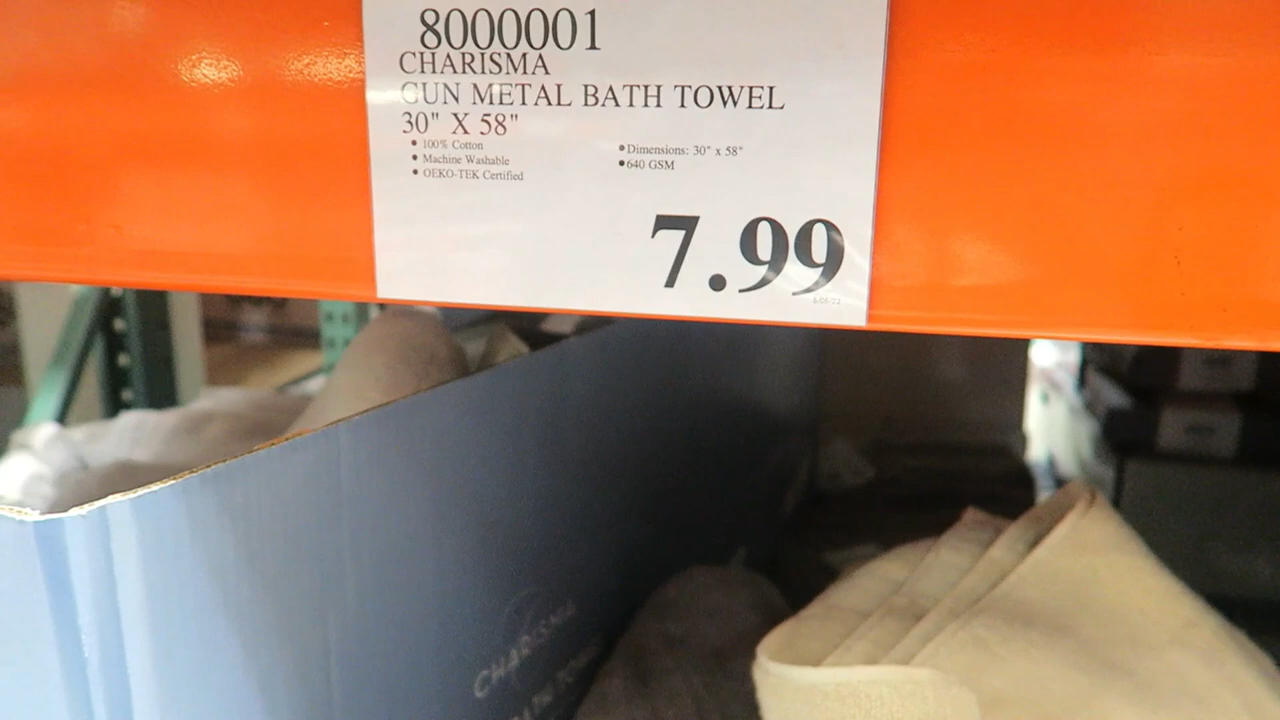 8000001
CHARISMA
GUN METAL BATH TOWEL
30" X 58"
• 100% Cotton
• Machine Washable
• OEKO-TEK Certified
• Dimensions: 30" x 58"
• 640 GSM
7.99
CHARISMA